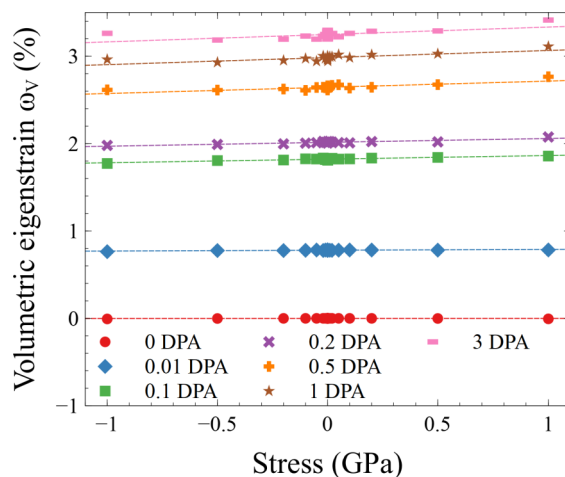 Volumetric eigenstrain ω_V (%)
3
2
1
0
−1
0 DPA 0.2 DPA 3 DPA
0.01 DPA 0.5 DPA
0.1 DPA 1 DPA
−1 −0.5 0 0.5 1
Stress (GPa)